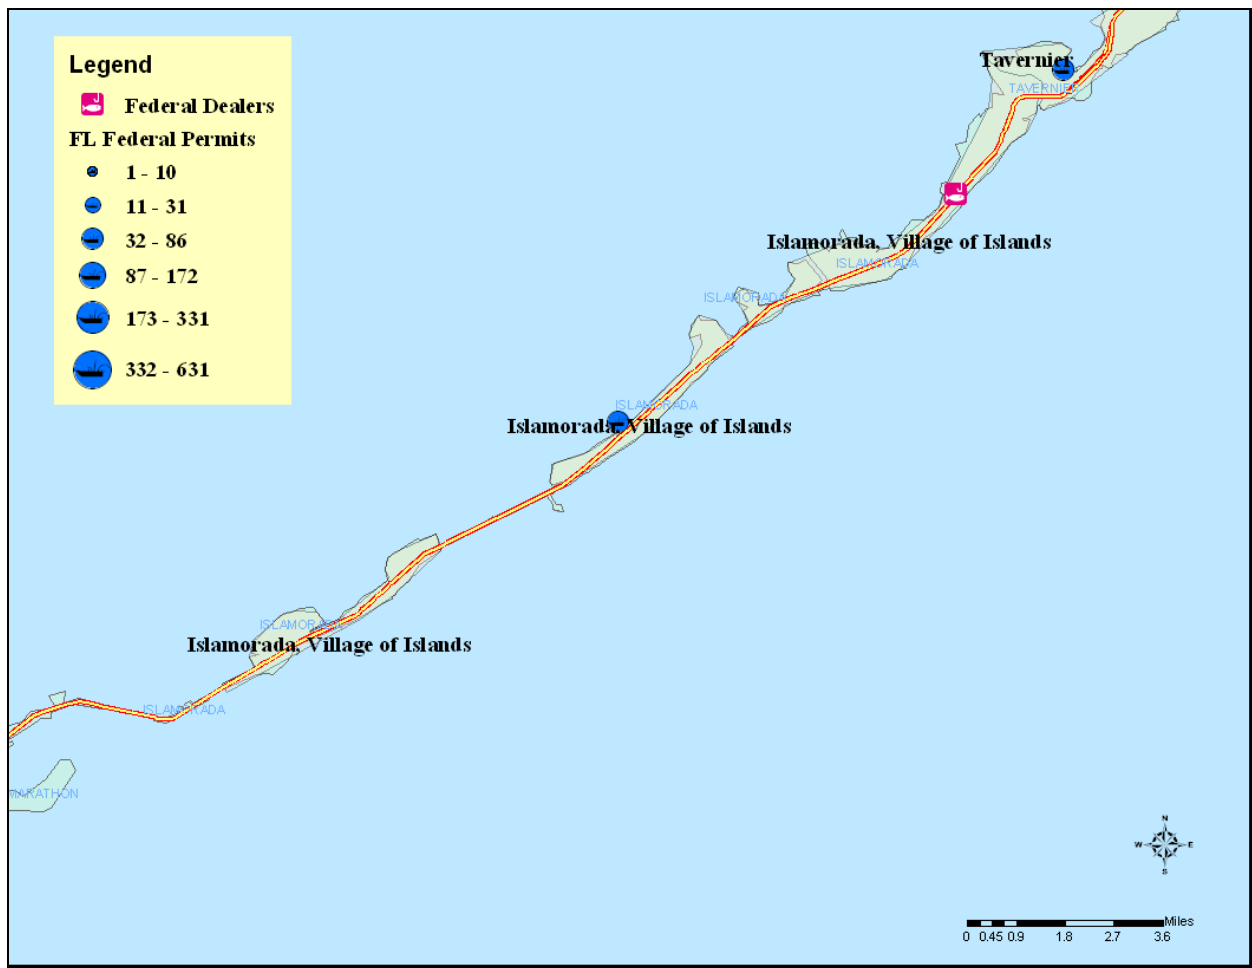 Legend
Federal Dealers
FL Federal Permits
1 - 10
11 - 31
32 - 86
87 - 172
173 - 331
332 - 631
Tavernier
TAVERNIER
Islamorada, Village of Islands
ISLAMORADA
ISLAMORADA
ISLAMORADA
Islamorada, Village of Islands
ISLAMORADA
Islamorada, Village of Islands
ISLAMORADA
MARATHON
N
W E
S
Miles
0 0.45 0.9 1.8 2.7 3.6